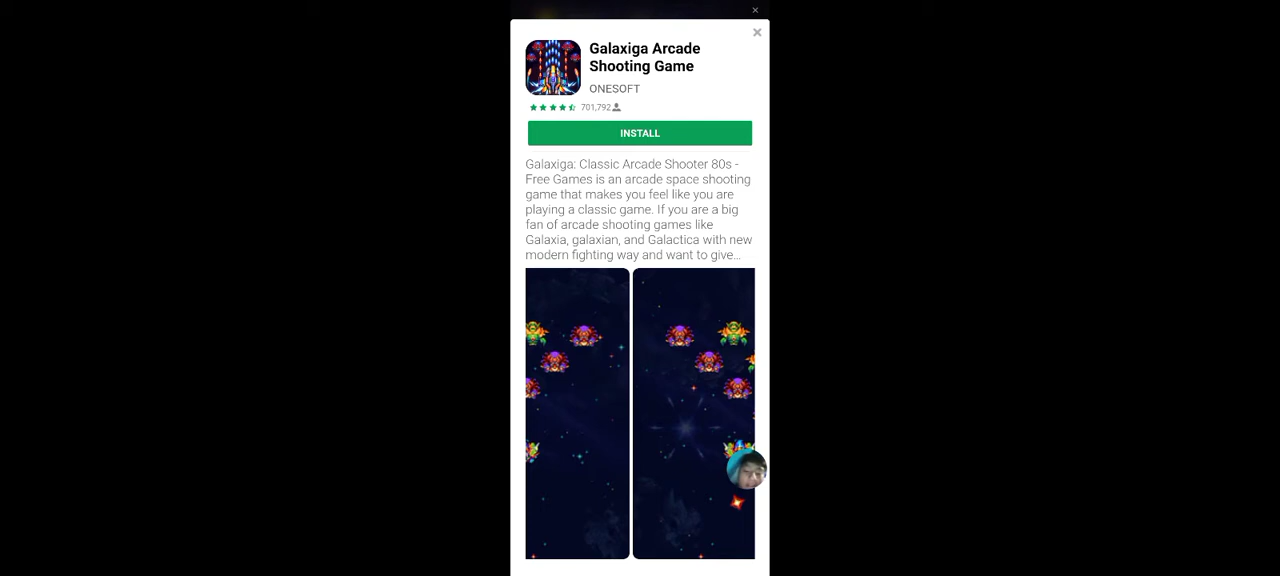 Galaxiga Arcade
Shooting Game
ONESOFT
701,792
INSTALL
Galaxiga: Classic Arcade Shooter 80s -
Free Games is an arcade space shooting
game that makes you feel like you are
playing a classic game. If you are a big
fan of arcade shooting games like
Galaxia, galaxian, and Galactica with new
modern fighting way and want to give...